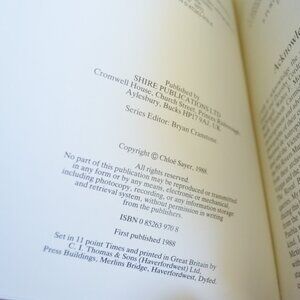 Published by
SHIRE PUBLICATIONS LTD
Cromwell House, Church Street, Princes Risborough,
Aylesbury, Bucks HP17 9AJ, UK
Series Editor: Bryan Cranstone
Copyright © Chloë Sayer, 1988.
No part of this publication may be reproduced or transmitted
in any form or by any means, electronic or mechanical
including photocopy, recording, or any information storage
and retrieval system, without permission in writing
from the publishers.
ISBN 0 85263 970 8
First published 1988
Set in 11 point Times and printed in Great Britain by
C. I. Thomas & Sons (Haverfordwest) Ltd,
Press Buildings, Merlins Bridge, Haverfordwest, Dyfed.